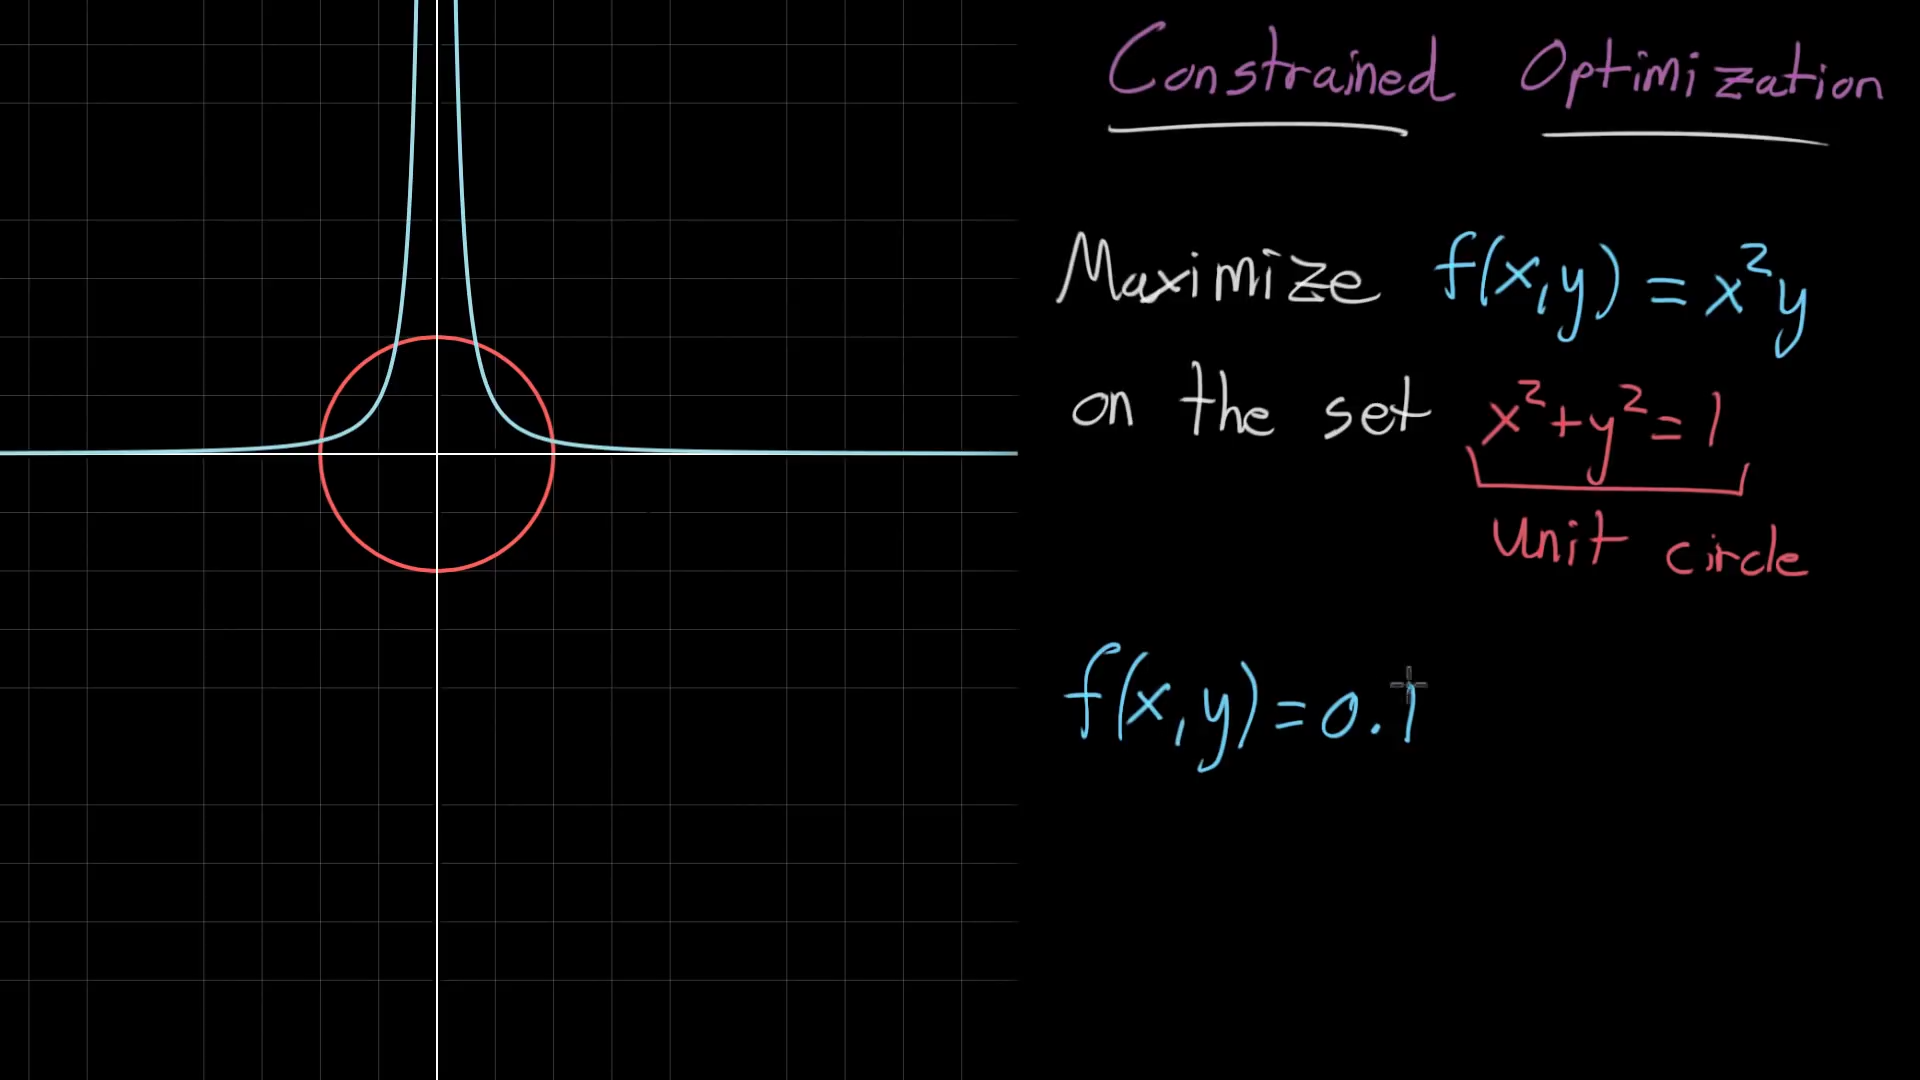 Constrained Optimization
Maximize f(x,y) = x²y
on the set x²+y²=1
Unit circle
f(x,y)=0.1